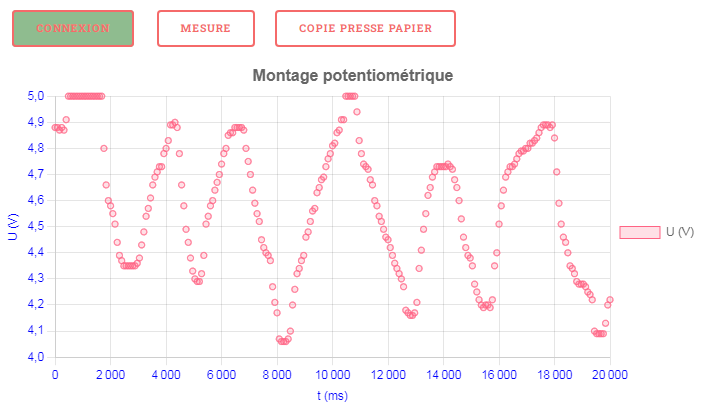 CONNEXION MESURE COPIE PRESSE PAPIER
Montage potentiométrique
5,0
4,9
4,8
4,7
4,6
4,5
4,4
4,3
4,2
4,1
4,0
U (V)
U (V)
0 2 000 4 000 6 000 8 000 10 000 12 000 14 000 16 000 18 000 20 000
t (ms)